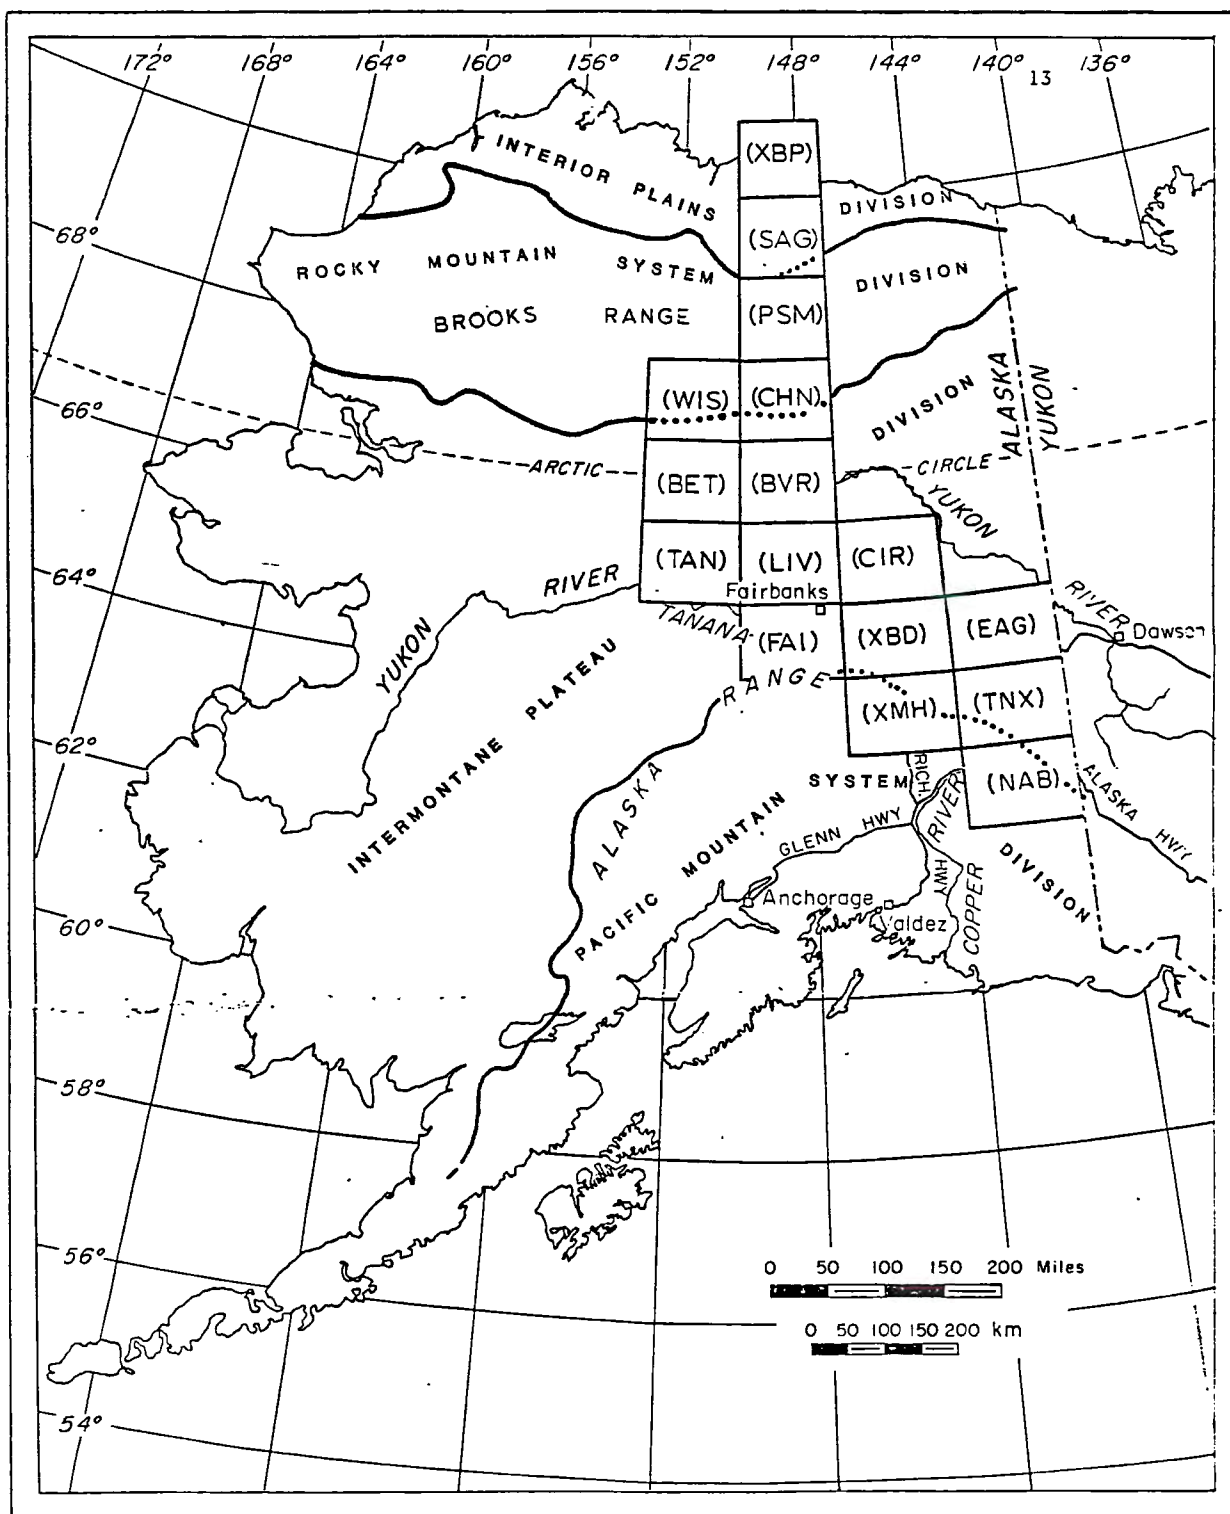 172° 168° 164° 160° 156° 152° 148° 144° 140° 136°
13
INTERIOR PLAINS DIVISION
(XBP)
(SAG)
ROCKY MOUNTAIN SYSTEM DIVISION
BROOKS RANGE
(PSM)
68°
(WIS) (CHN)
DIVISION
ALASKA
YUKON
66°
ARCTIC CIRCLE
(BET) (BVR)
YUKON
RIVER
(TAN) (LIV) (CIR)
64°
YUKON
RIVER
Fairbanks
TANANA
(FAI) (XBD) (EAG)
Dawson
INTERMONTANE PLATEAU
ALASKA
RANGE
(XMH) (TNX)
62°
PACIFIC MOUNTAIN SYSTEM
RICH.
HWY
(NAB)
ALASKA HWY
GLENN HWY
COPPER
RIVER
DIVISION
Anchorage
Valdez
60°
58°
56°
0 50 100 150 200 Miles
0 50 100 150 200 km
54°